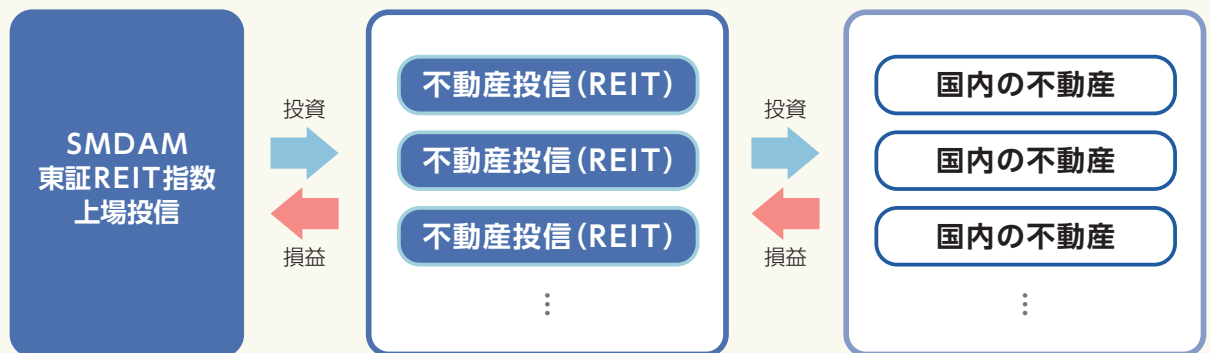 SMDAM
東証REIT指数
上場投信
投資
損益
不動産投信(REIT)
不動産投信(REIT)
不動産投信(REIT)
⋮
投資
損益
国内の不動産
国内の不動産
国内の不動産
⋮